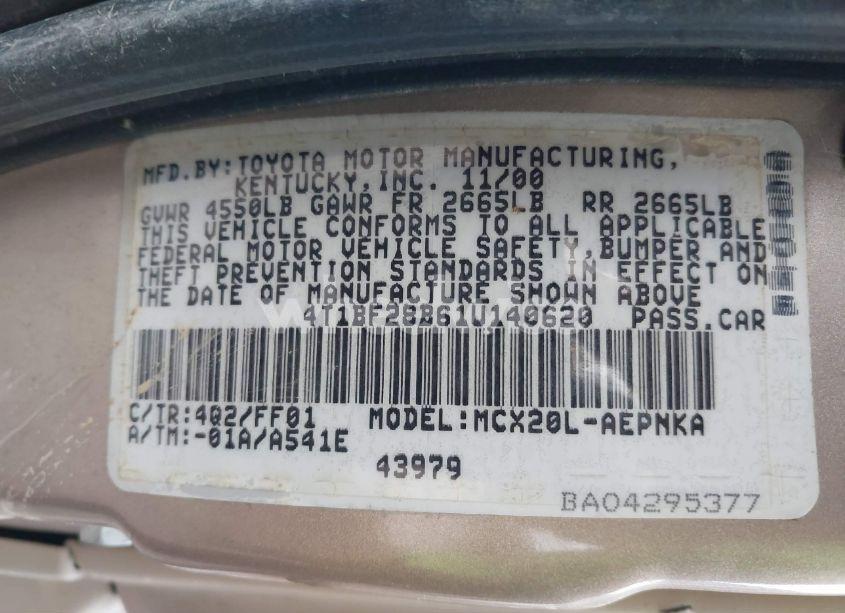 MFD.BY:TOYOTA MOTOR MANUFACTURING,
KENTUCKY,INC. 11/00
GVWR 4550LB GAWR FR 2665LB RR 2665LB
THIS VEHICLE CONFORMS TO ALL APPLICABLE
FEDERAL MOTOR VEHICLE SAFETY,BUMPER AND
THEFT PREVENTION STANDARDS IN EFFECT ON
THE DATE OF MANUFACTURE SHOWN ABOVE
4T1BF28B61U140620 PASS.CAR
C/TR:4Q2/FF01 MODEL:MCX20L-AEPNKA
A/TM:-01A/A541E
43979
BA04295377